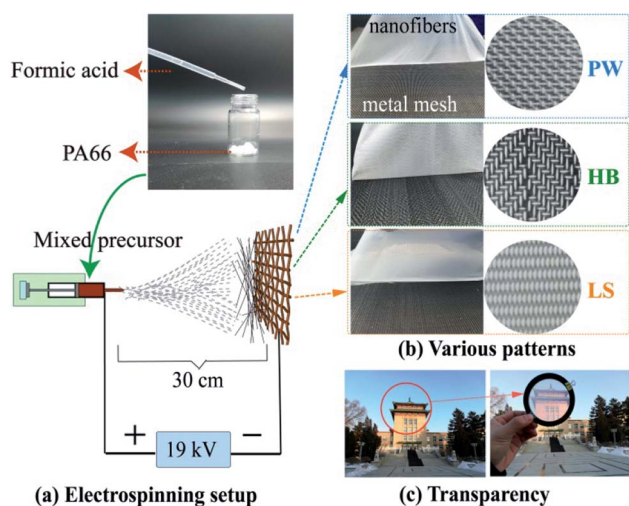 Formic acid
PA66
Mixed precursor
30 cm
+
−
19 kV
(a) Electrospinning setup
nanofibers
metal mesh
PW
HB
LS
(b) Various patterns
(c) Transparency